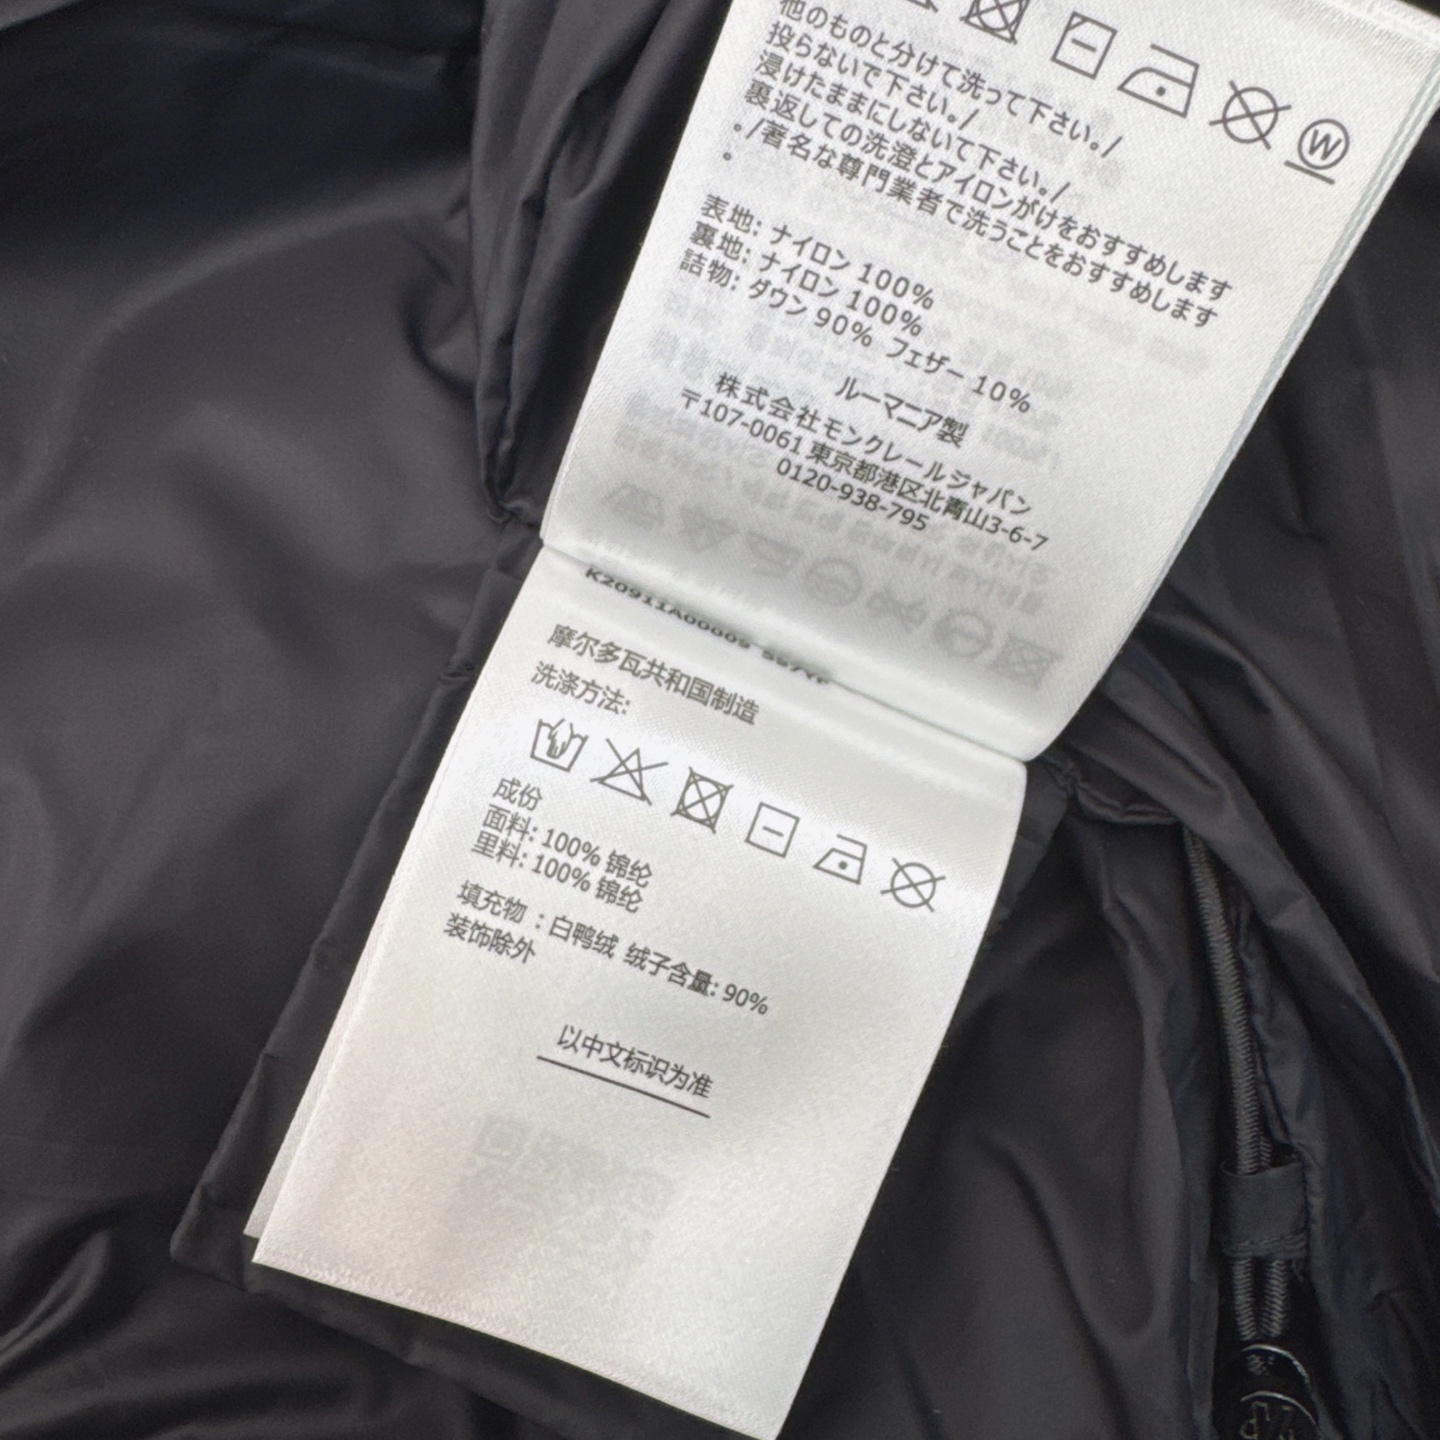 他のものと分けて洗って下さい。/
投らないで下さい。/
浸けたままにしないて下さい。/
裏返しての洗澄とアイロンがけをおすすめします
。/著名な尊門業者で洗うことをおすすめします
。
表地: ナイロン 100%
裏地: ナイロン 100%
詰物: ダウン 90% フェザー 10%
ルーマニア製
株式会社モンクレールジャパン
〒107-0061 東京都港区北青山3-6-7
0120-938-795
K20911A00009
摩尔多瓦共和国制造
洗涤方法:
成份
面料: 100% 锦纶
里料: 100% 锦纶
填充物 : 白鸭绒 绒子含量: 90%
装饰除外
以中文标识为准